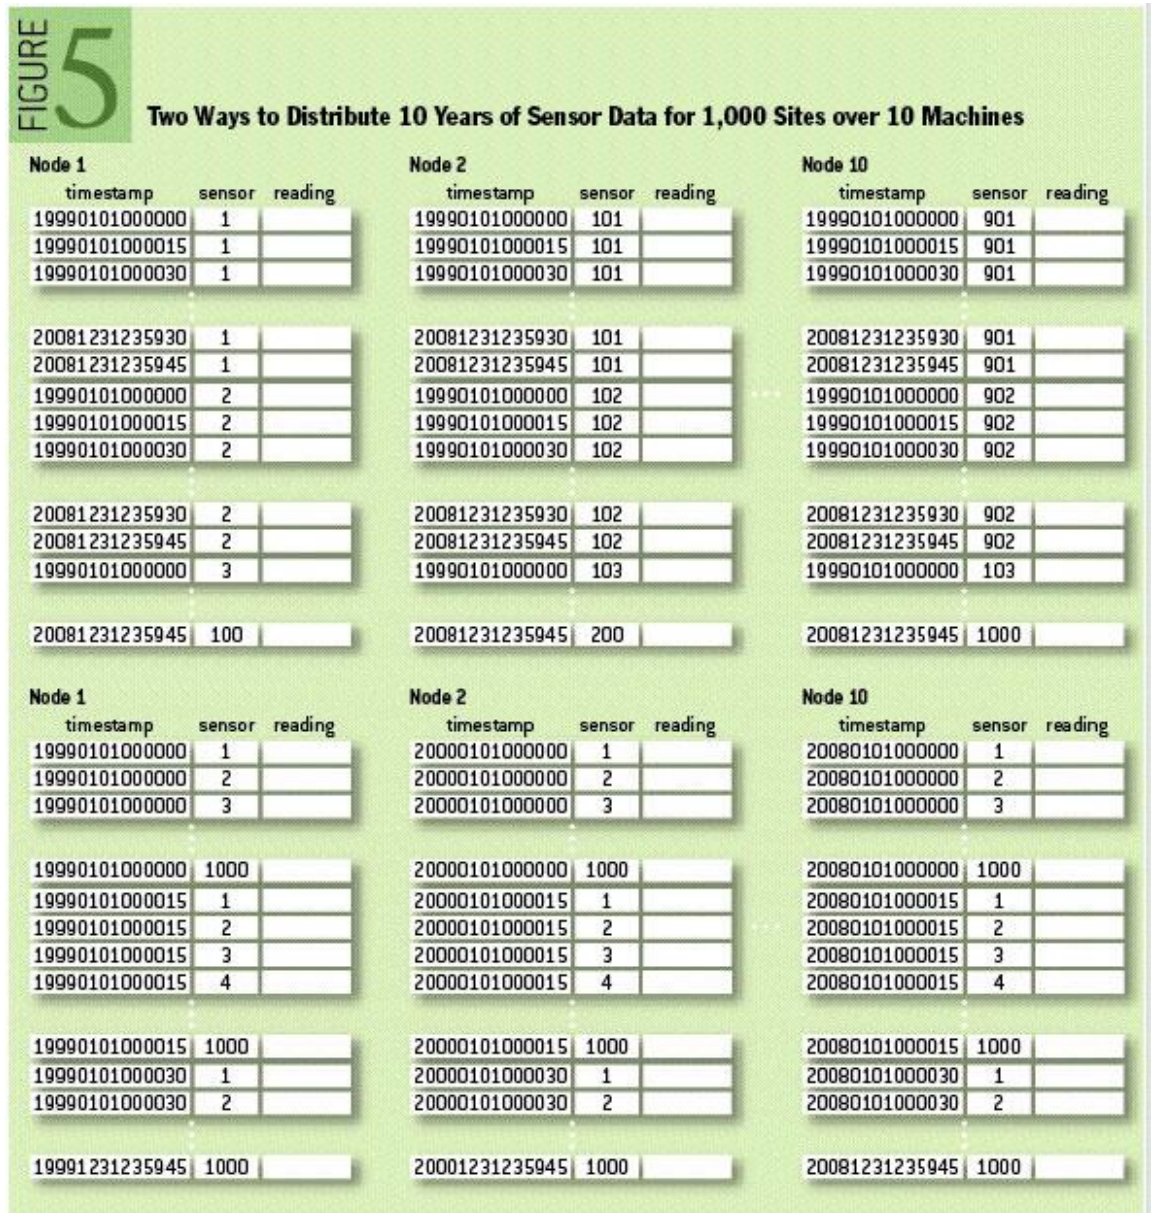 FIGURE 5
Two Ways to Distribute 10 Years of Sensor Data for 1,000 Sites over 10 Machines
Node 1 Node 2 Node 10
timestamp sensor reading timestamp sensor reading timestamp sensor reading
19990101000000 1 19990101000000 101 19990101000000 901
19990101000015 1 19990101000015 101 19990101000015 901
19990101000030 1 19990101000030 101 19990101000030 901
20081231235930 1 20081231235930 101 20081231235930 901
20081231235945 1 20081231235945 101 20081231235945 901
19990101000000 2 19990101000000 102 ... 19990101000000 902
19990101000015 2 19990101000015 102 19990101000015 902
19990101000030 2 19990101000030 102 19990101000030 902
20081231235930 2 20081231235930 102 20081231235930 902
20081231235945 2 20081231235945 102 20081231235945 902
19990101000000 3 19990101000000 103 19990101000000 103
20081231235945 100 20081231235945 200 20081231235945 1000
Node 1 Node 2 Node 10
timestamp sensor reading timestamp sensor reading timestamp sensor reading
19990101000000 1 20000101000000 1 20080101000000 1
19990101000000 2 20000101000000 2 20080101000000 2
19990101000000 3 20000101000000 3 20080101000000 3
19990101000000 1000 20000101000000 1000 20080101000000 1000
19990101000015 1 20000101000015 1 20080101000015 1
19990101000015 2 20000101000015 2 ... 20080101000015 2
19990101000015 3 20000101000015 3 20080101000015 3
19990101000015 4 20000101000015 4 20080101000015 4
19990101000015 1000 20000101000015 1000 20080101000015 1000
19990101000030 1 20000101000030 1 20080101000030 1
19990101000030 2 20000101000030 2 20080101000030 2
19991231235945 1000 20001231235945 1000 20081231235945 1000